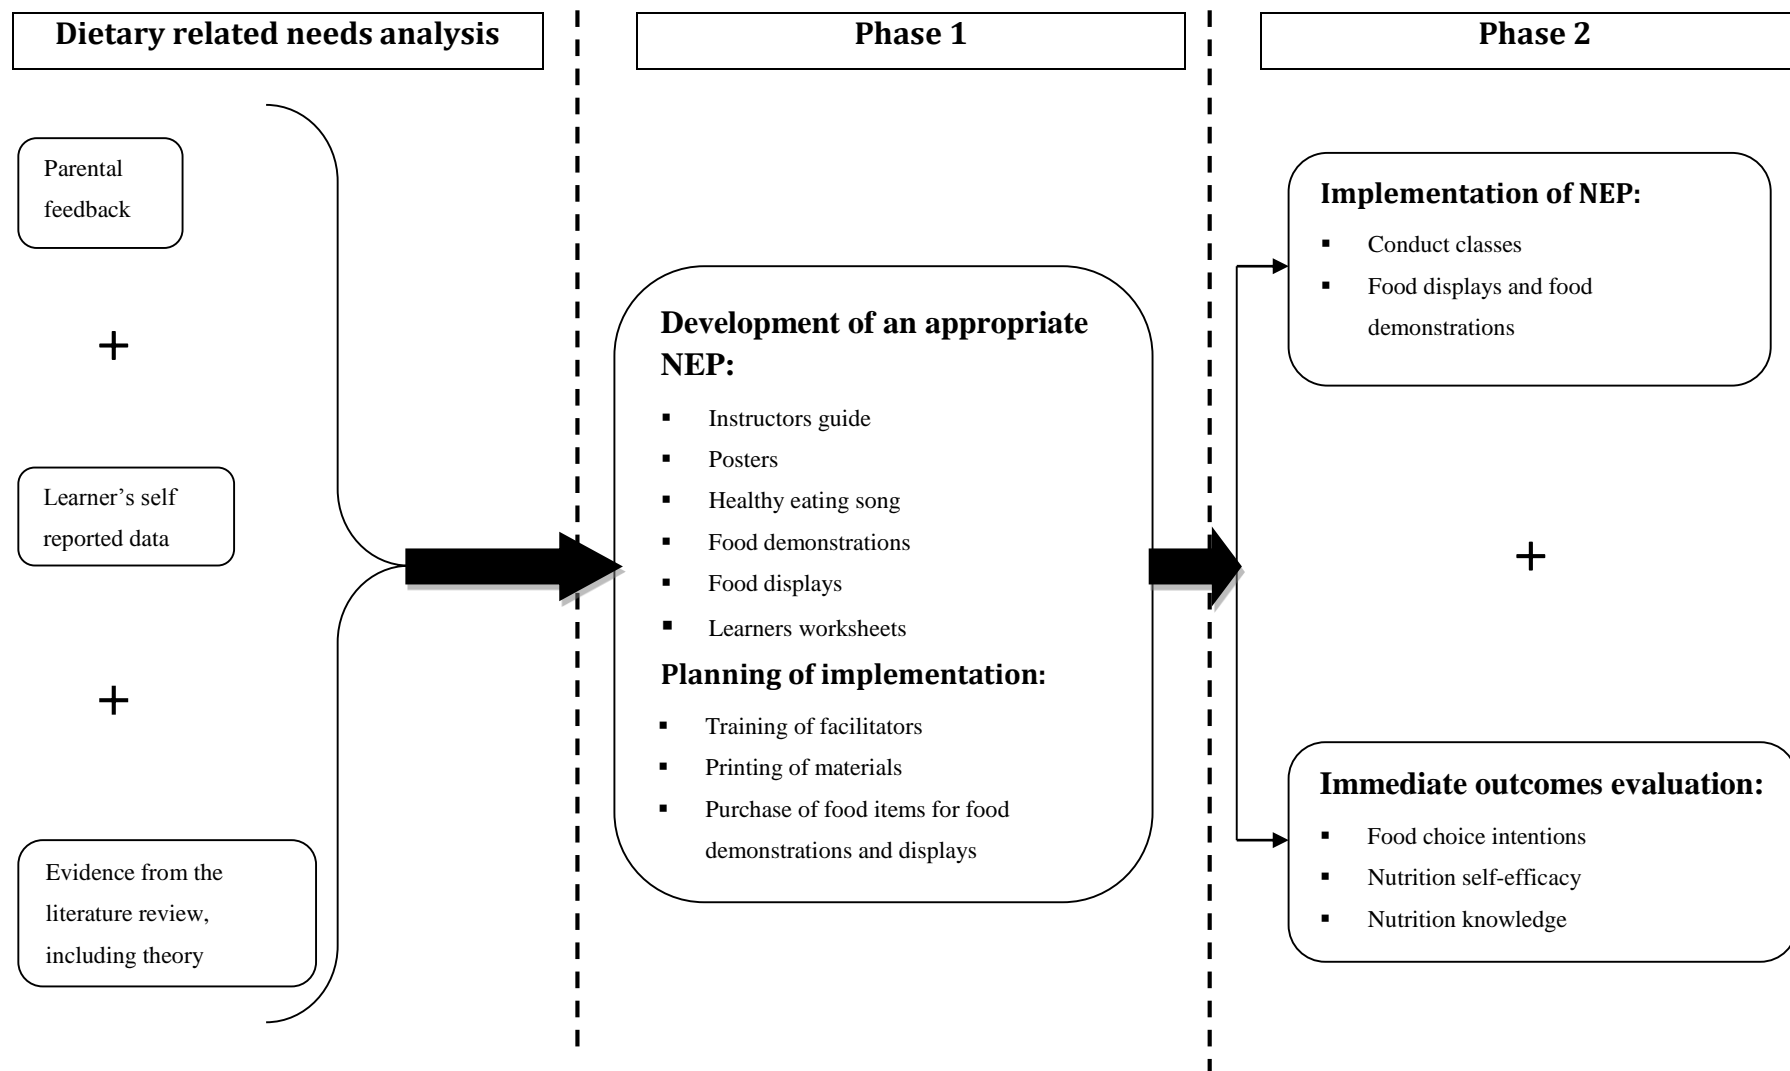 Dietary related needs analysis
Parental
feedback
+
Learner's self
reported data
+
Evidence from the
literature review,
including theory
Phase 1
Development of an appropriate
NEP:
▪ Instructors guide
▪ Posters
▪ Healthy eating song
▪ Food demonstrations
▪ Food displays
▪ Learners worksheets
Planning of implementation:
▪ Training of facilitators
▪ Printing of materials
▪ Purchase of food items for food
demonstrations and displays
Phase 2
Implementation of NEP:
▪ Conduct classes
▪ Food displays and food
demonstrations
+
Immediate outcomes evaluation:
▪ Food choice intentions
▪ Nutrition self-efficacy
▪ Nutrition knowledge